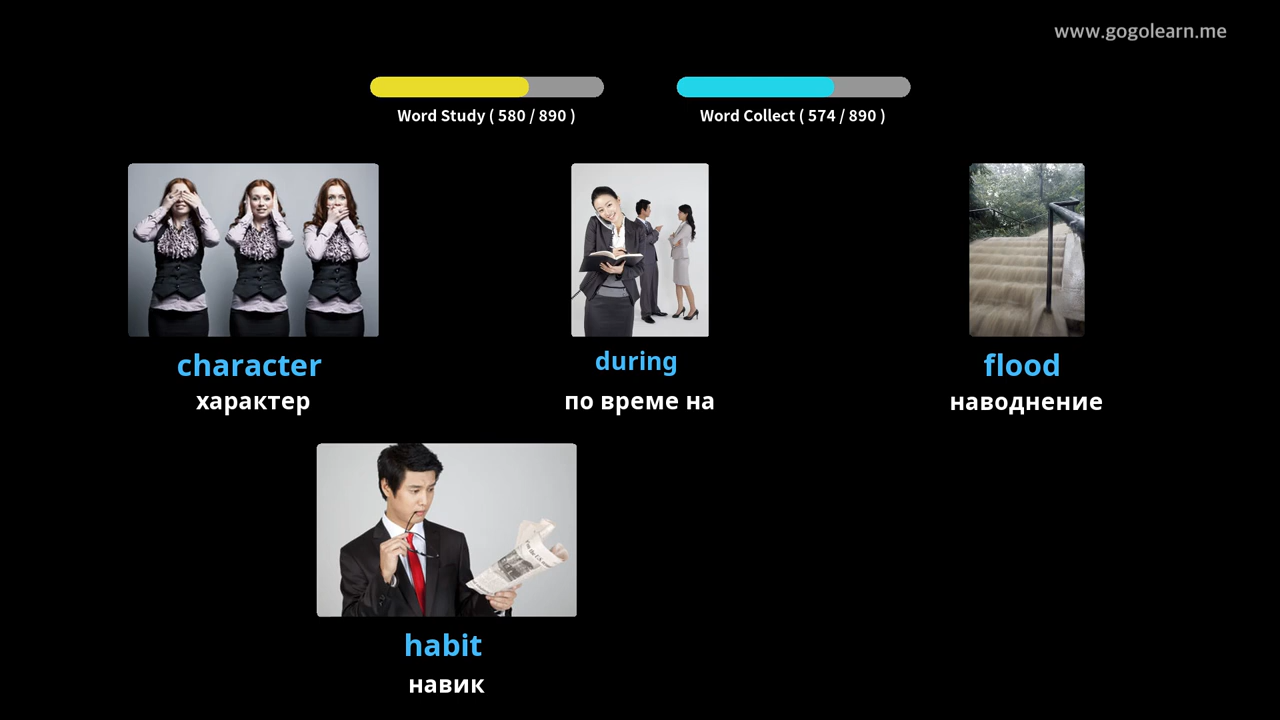 www.gogolearn.me
Word Study ( 580 / 890 )
Word Collect ( 574 / 890 )
character
характер
during
по време на
flood
наводнение
habit
навик